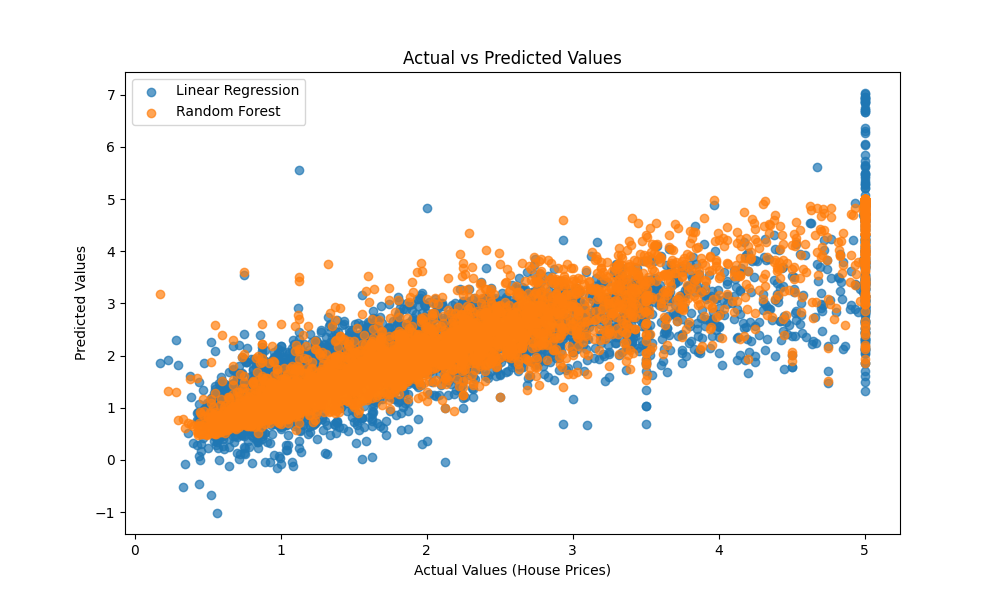 Actual vs Predicted Values
Linear Regression
Random Forest
7
6
5
4
3
2
1
0
−1
Predicted Values
0 1 2 3 4 5
Actual Values (House Prices)